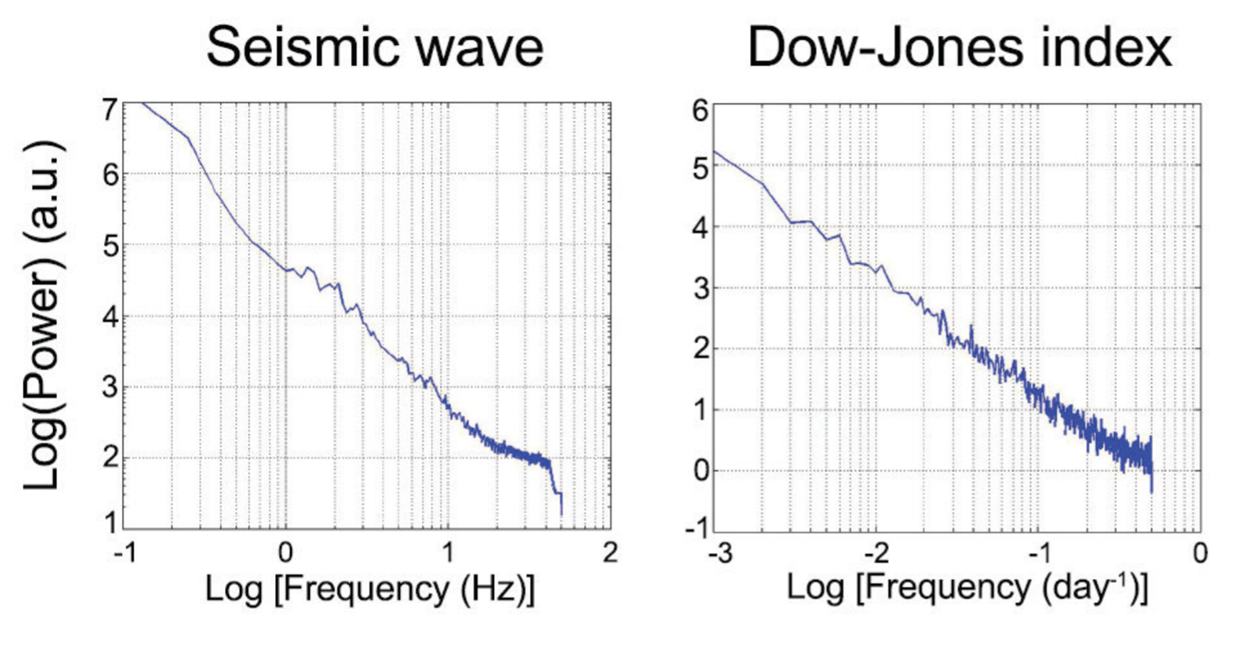 Seismic wave
Dow-Jones index
Log(Power) (a.u.)
7
6
5
4
3
2
1
-1 0 1 2
Log [Frequency (Hz)]
6
5
4
3
2
1
0
-1
-3 -2 -1 0
Log [Frequency (day⁻¹)]